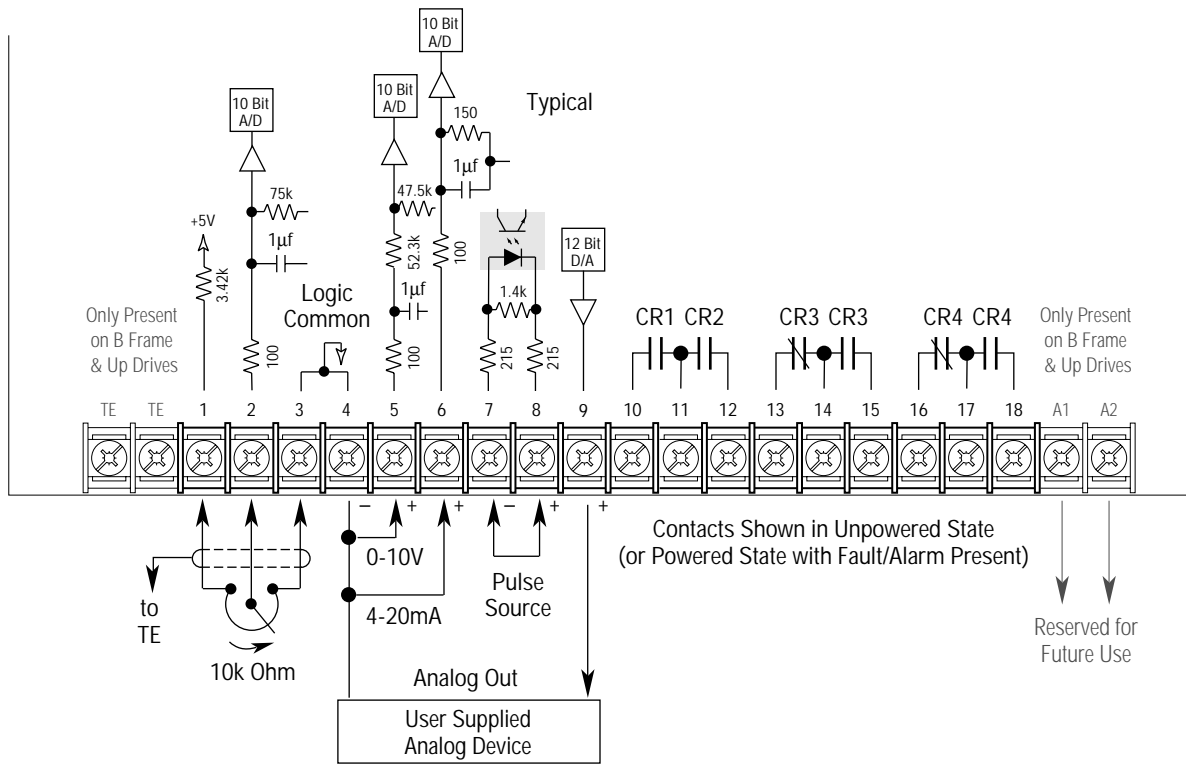 10 Bit
A/D
10 Bit
A/D
10 Bit
A/D
Typical
150
1µf
75k
47.5k
+5V
1µf
3.42k
52.3k
100
12 Bit
D/A
1.4k
1µf
Logic
Common
100
100
215
215
CR1 CR2
CR3 CR3
CR4 CR4
Only Present
on B Frame
& Up Drives
Only Present
on B Frame
& Up Drives
TE TE 1 2 3 4 5 6 7 8 9 10 11 12 13 14 15 16 17 18 A1 A2
– + + – + +
0-10V
4-20mA
Pulse
Source
Contacts Shown in Unpowered State
(or Powered State with Fault/Alarm Present)
to
TE
10k Ohm
Reserved for
Future Use
Analog Out
User Supplied
Analog Device